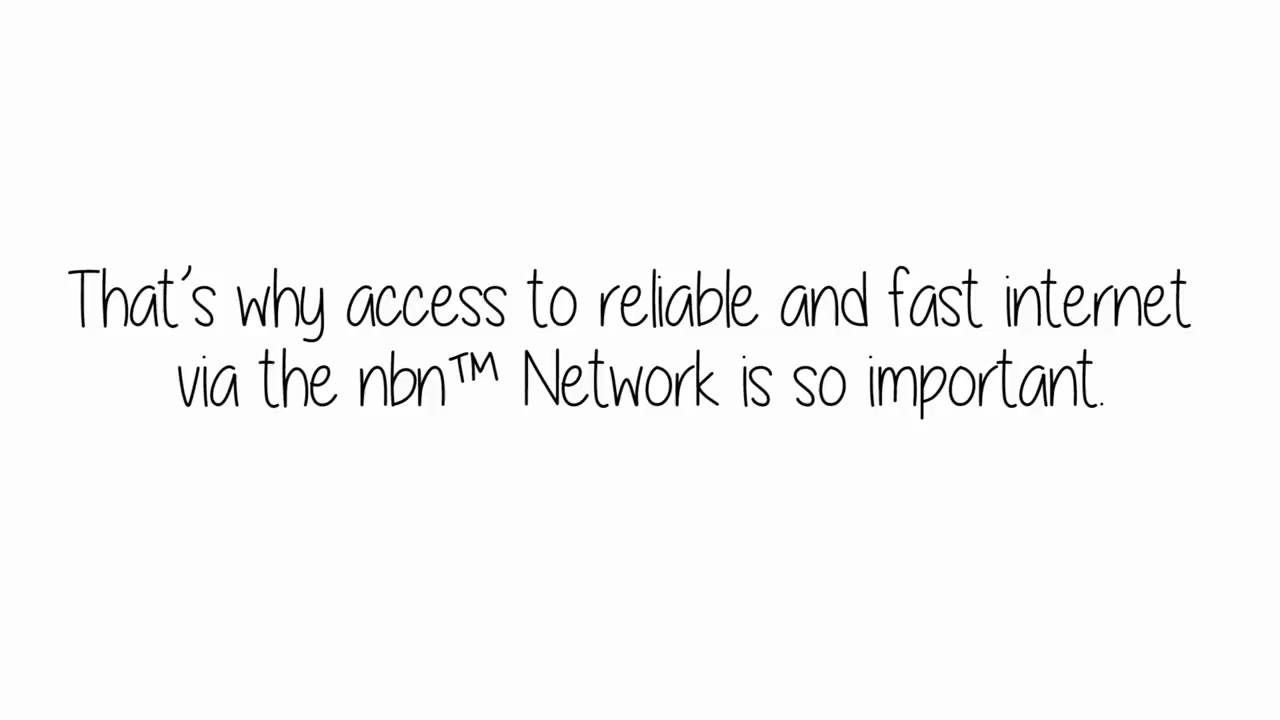 That's why access to reliable and fast internet
via the nbn™ Network is so important.